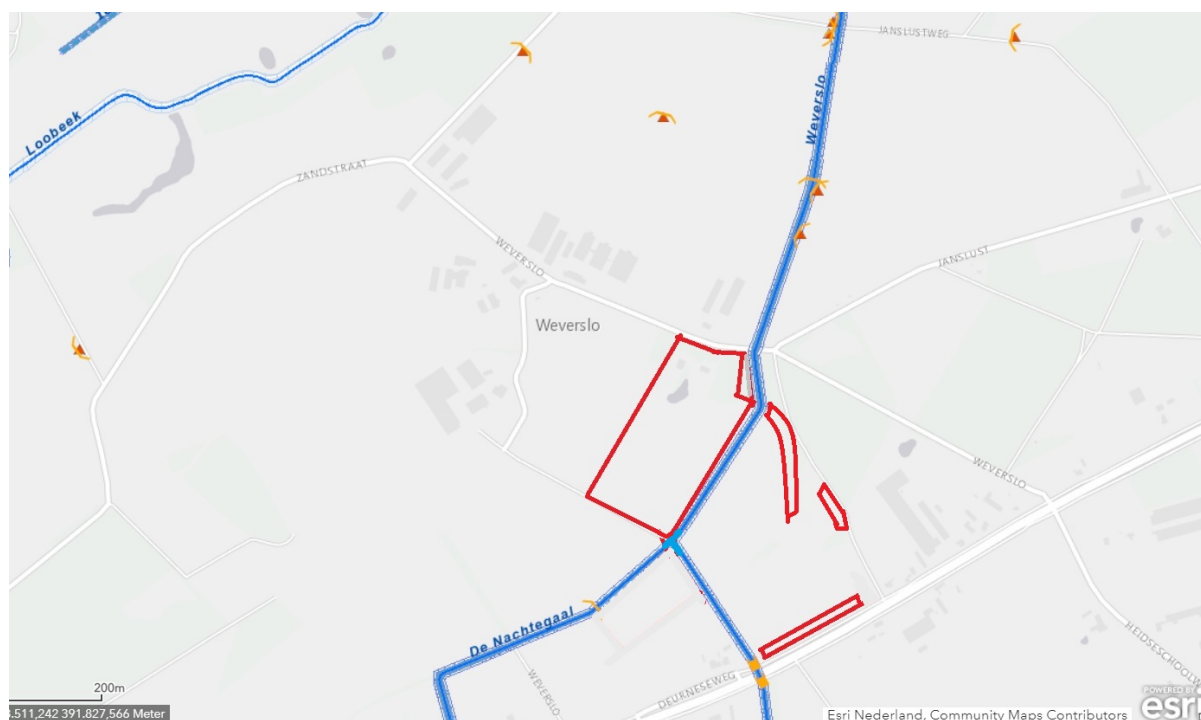 JANSLUSTWEG
Weverslo
Loobeek
ZANDSTRAAT
WEVERSLO
JANSLUST
Weverslo
WEVERSLO
De Nachtegaal
WEVERSLO
HEIDSESCHOOLW
DEURNESEWEG
200m
.511,242 391.827,566 Meter
Esri Nederland, Community Maps Contributors
POWERED BY
esri